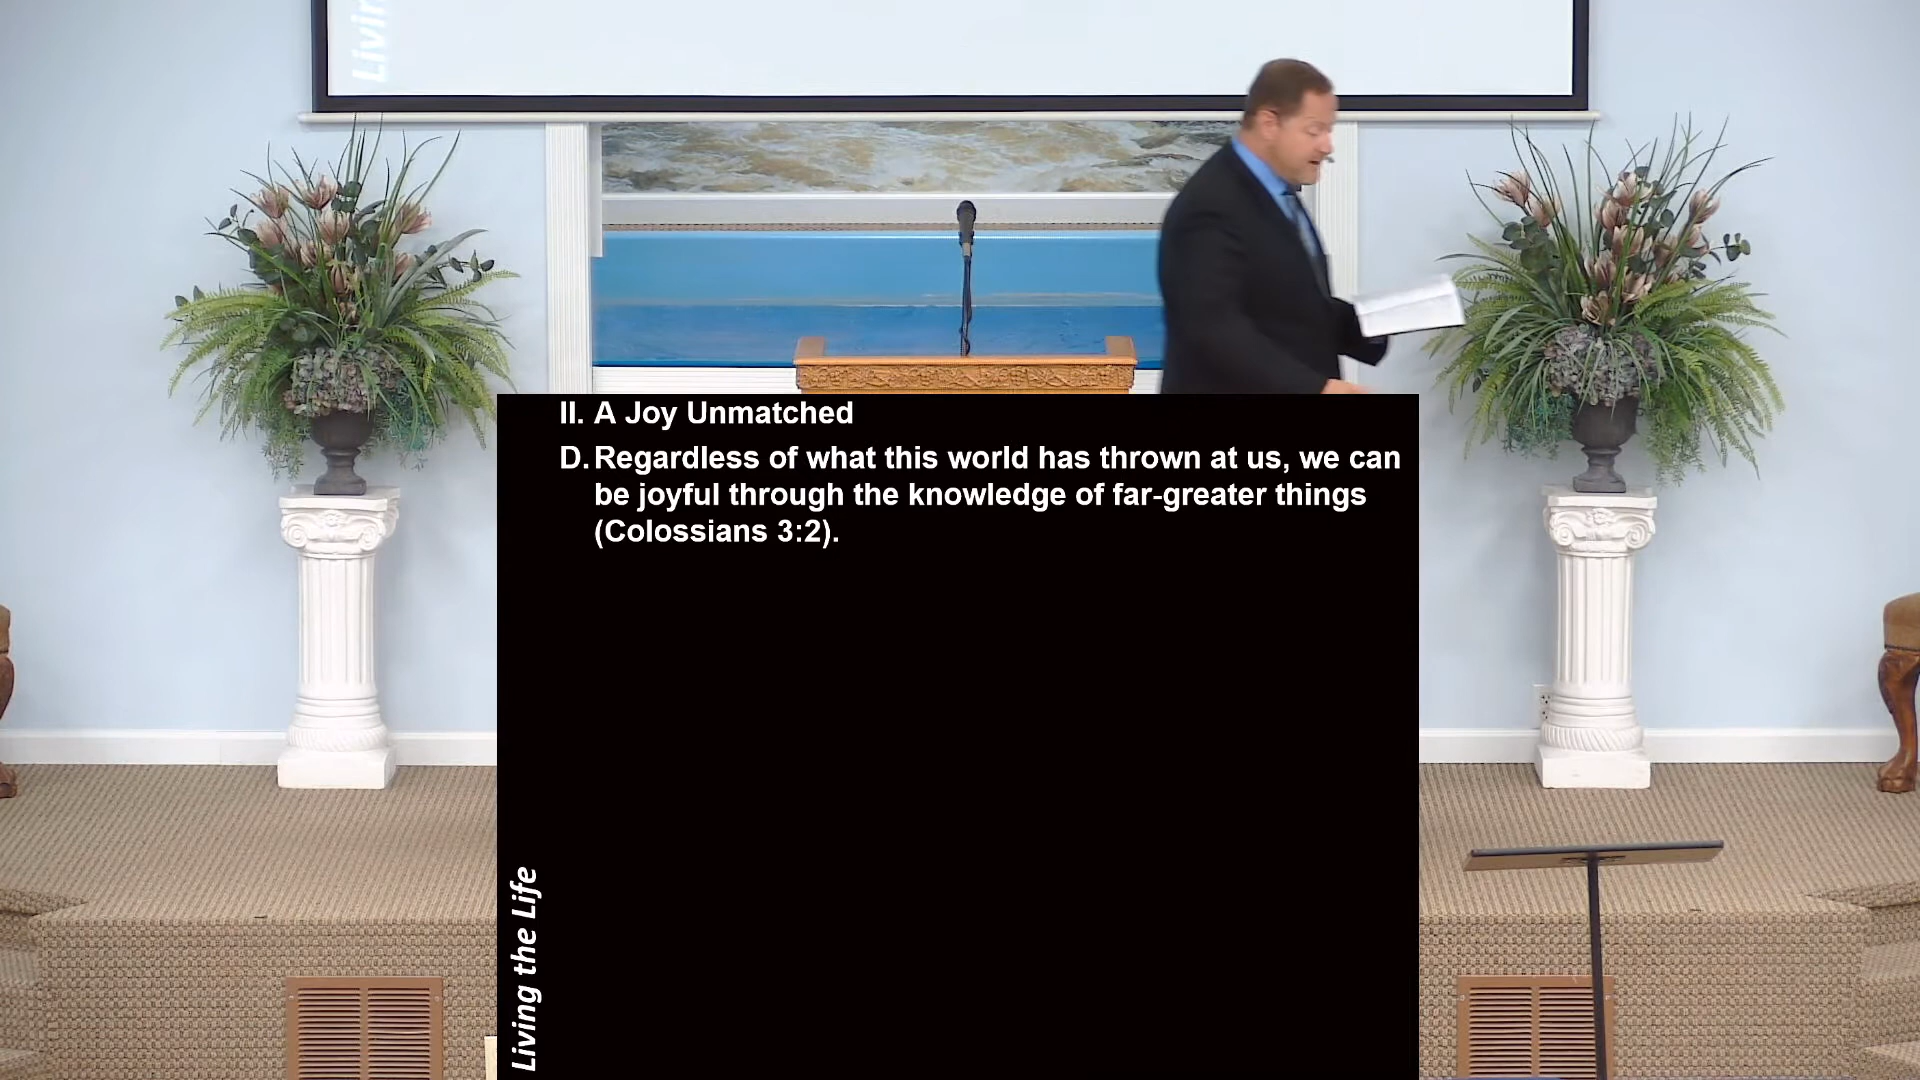 Livin
II. A Joy Unmatched
D. Regardless of what this world has thrown at us, we can
be joyful through the knowledge of far-greater things
(Colossians 3:2).
Living the Life